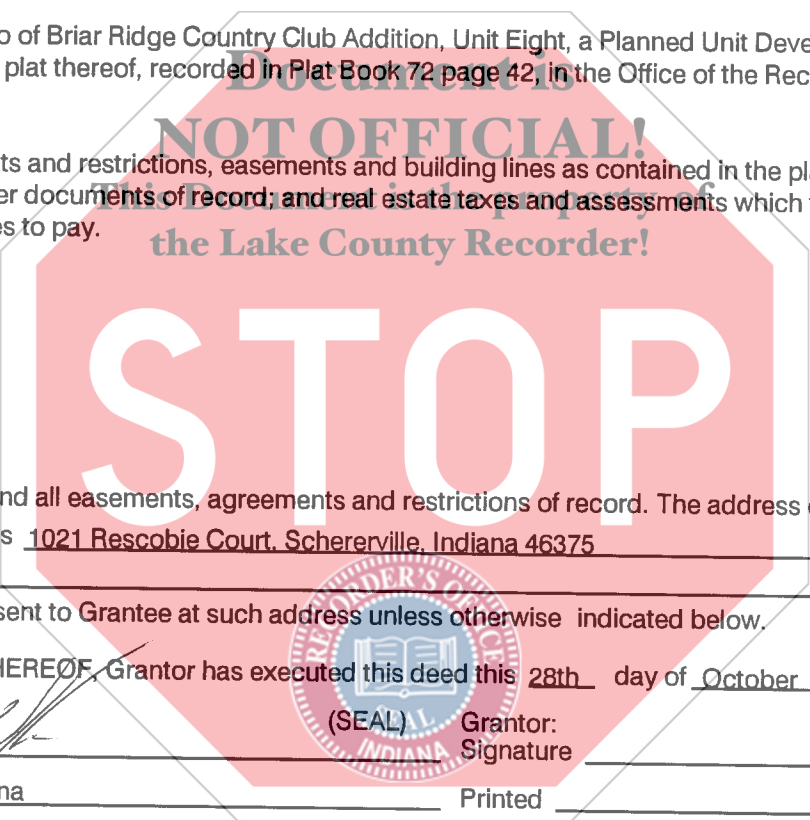 o of Briar Ridge Country Club Addition, Unit Eight, a Planned Unit Deve
plat thereof, recorded in Plat Book 72 page 42, in the Office of the Rec
Document is
NOT OFFICIAL!
ts and restrictions, easements and building lines as contained in the pl
er documents of record; and real estate taxes and assessments which
This Document is the property of
es to pay.
the Lake County Recorder!
STOP
nd all easements, agreements and restrictions of record. The address
s 1021 Rescobie Court, Schererville, Indiana 46375
sent to Grantee at such address unless otherwise indicated below.
HEREOF, Grantor has executed this deed this 28th day of October
(SEAL) Grantor:
Signature
na Printed
RECORDER'S OFFICE
SEAL
INDIANA